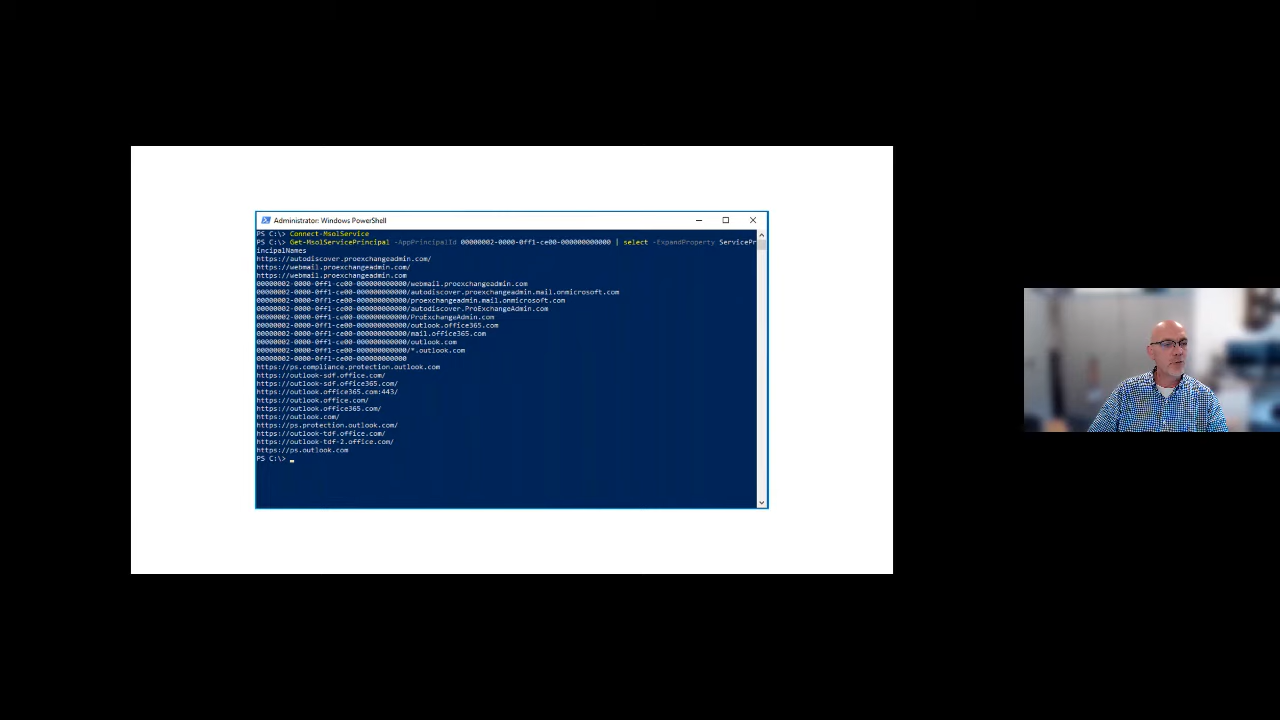 Administrator: Windows PowerShell
PS C:\> Connect-MsolService
PS C:\> Get-MsolServicePrincipal -AppPrincipalId 00000002-0000-0ff1-ce00-000000000000 | select -ExpandProperty ServicePr
incipalNames
https://autodiscover.proexchangeadmin.com/
https://webmail.proexchangeadmin.com/
https://webmail.proexchangeadmin.com
00000002-0000-0ff1-ce00-000000000000/webmail.proexchangeadmin.com
00000002-0000-0ff1-ce00-000000000000/autodiscover.proexchangeadmin.mail.onmicrosoft.com
00000002-0000-0ff1-ce00-000000000000/proexchangeadmin.mail.onmicrosoft.com
00000002-0000-0ff1-ce00-000000000000/autodiscover.ProExchangeAdmin.com
00000002-0000-0ff1-ce00-000000000000/ProExchangeAdmin.com
00000002-0000-0ff1-ce00-000000000000/outlook.office365.com
00000002-0000-0ff1-ce00-000000000000/mail.office365.com
00000002-0000-0ff1-ce00-000000000000/outlook.com
00000002-0000-0ff1-ce00-000000000000/*.outlook.com
00000002-0000-0ff1-ce00-000000000000
https://ps.compliance.protection.outlook.com
https://outlook-sdf.office.com/
https://outlook-sdf.office365.com/
https://outlook.office365.com:443/
https://outlook.office.com/
https://outlook.office365.com/
https://outlook.com/
https://ps.protection.outlook.com/
https://outlook-tdf.office.com/
https://outlook-tdf-2.office.com/
https://ps.outlook.com
PS C:\> _